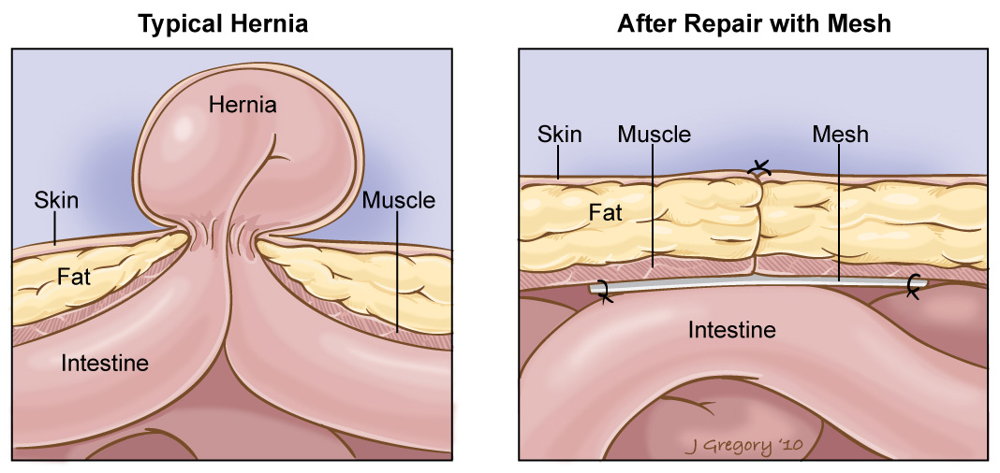 Typical Hernia
Hernia
Skin
Muscle
Fat
Intestine
After Repair with Mesh
Skin
Muscle
Mesh
Fat
Intestine
J Gregory '10